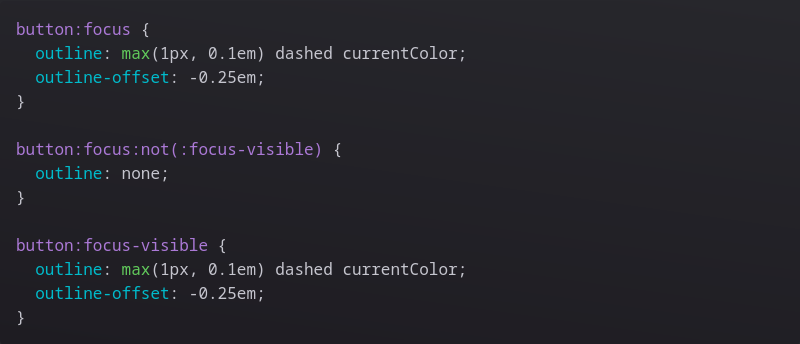 button:focus {
  outline: max(1px, 0.1em) dashed currentColor;
  outline-offset: -0.25em;
}

button:focus:not(:focus-visible) {
  outline: none;
}

button:focus-visible {
  outline: max(1px, 0.1em) dashed currentColor;
  outline-offset: -0.25em;
}